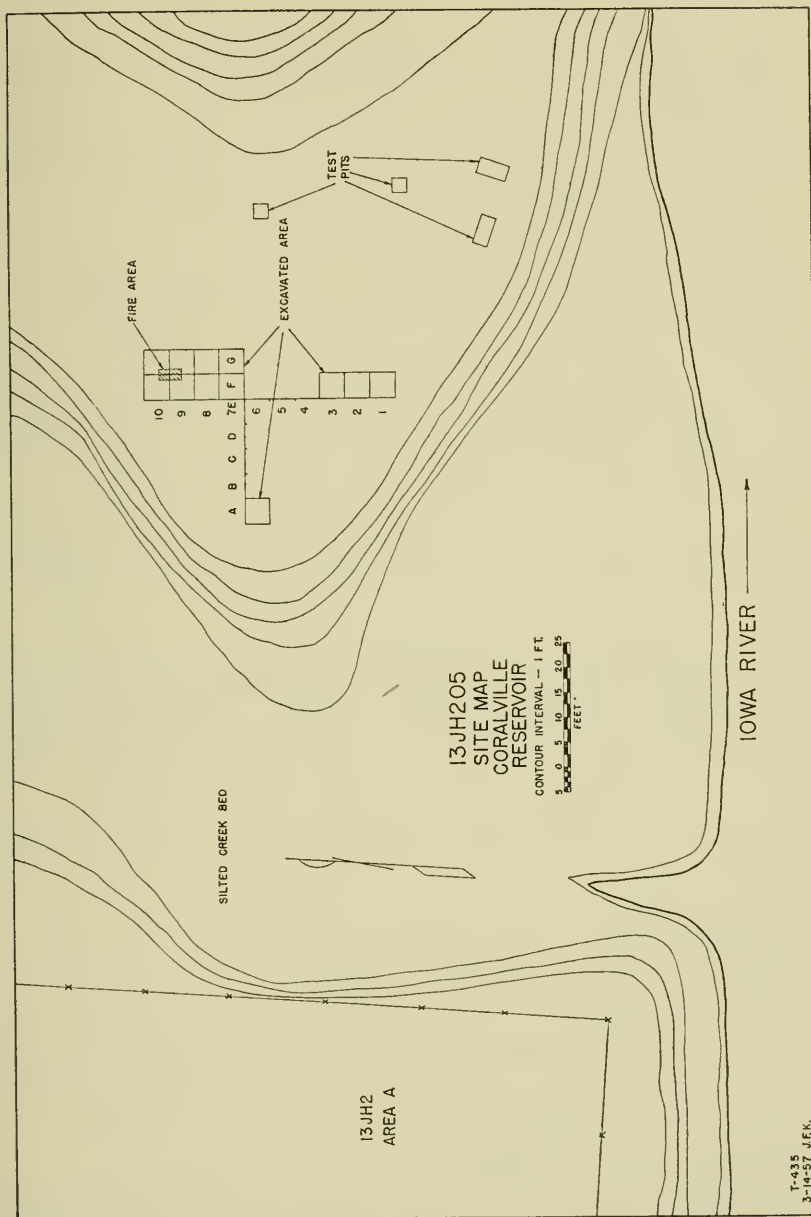 FIRE AREA
EXCAVATED AREA
TEST
PITS
10
9
8
7
6
5
4
3
2
1
A B C D E F G
SILTED CREEK BED
13JH205
SITE MAP
CORALVILLE
RESERVOIR
CONTOUR INTERVAL -- 1 FT.
5 0 5 10 15 20 25
FEET
13JH2
AREA A
IOWA RIVER
T-435
3-14-57 J.F.K.